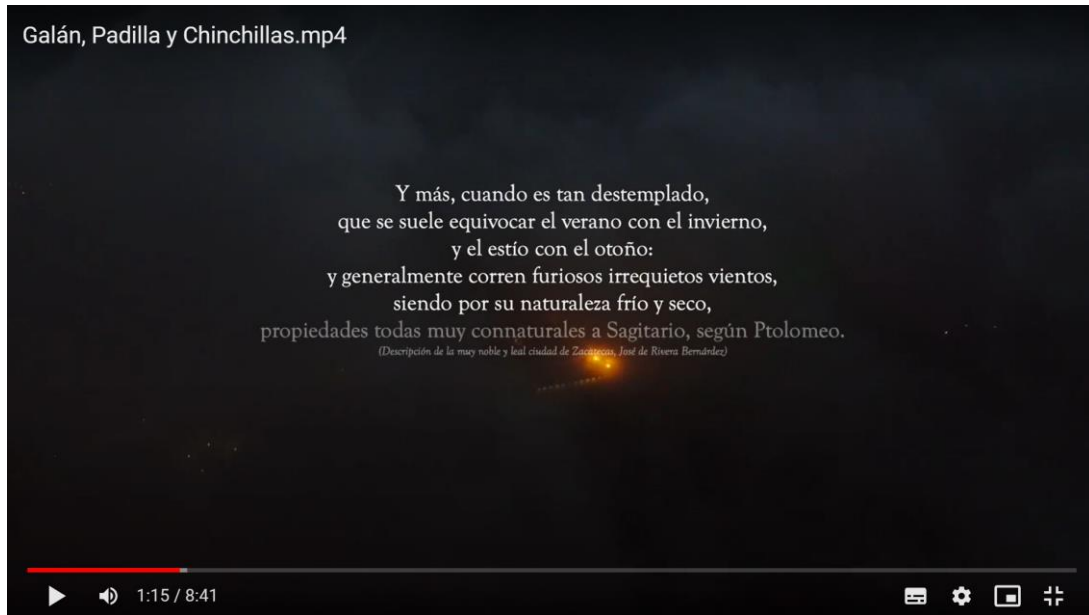 Galán, Padilla y Chinchillas.mp4
Y más, cuando es tan destemplado,
que se suele equivocar el verano con el invierno,
y el estío con el otoño:
y generalmente corren furiosos irrequietos vientos,
siendo por su naturaleza frío y seco,
propiedades todas muy connaturales a Sagitario, según Ptolomeo.
(Descripción de la muy noble y leal ciudad de Zacatecas, José de Rivera Bernárdez)
1:15 / 8:41